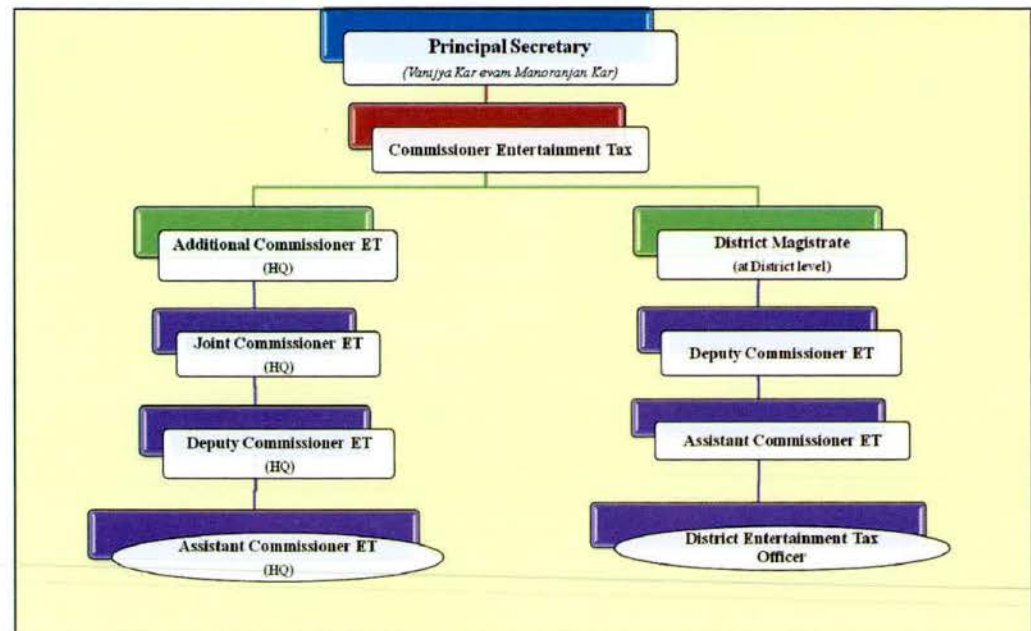 Principal Secretary
(Vanijya Kar evam Manoranjan Kar)
Commissioner Entertainment Tax
Additional Commissioner ET
(HQ)
Joint Commissioner ET
(HQ)
Deputy Commissioner ET
(HQ)
Assistant Commissioner ET
(HQ)
District Magistrate
(at District level)
Deputy Commissioner ET
Assistant Commissioner ET
District Entertainment Tax
Officer